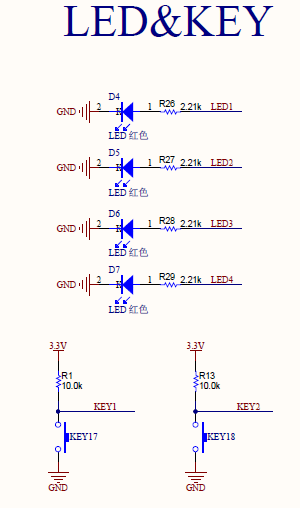 LED&KEY
D4
GND 2 K 1 R26 2.21k LED1
LED 红色
D5
GND 2 K 1 R27 2.21k LED2
LED 红色
D6
GND 2 K 1 R28 2.21k LED3
LED 红色
D7
GND 2 K 1 R29 2.21k LED4
LED 红色
3.3V 3.3V
R1 R13
10.0k 10.0k
KEY1 KEY2
KEY17 KEY18
GND GND